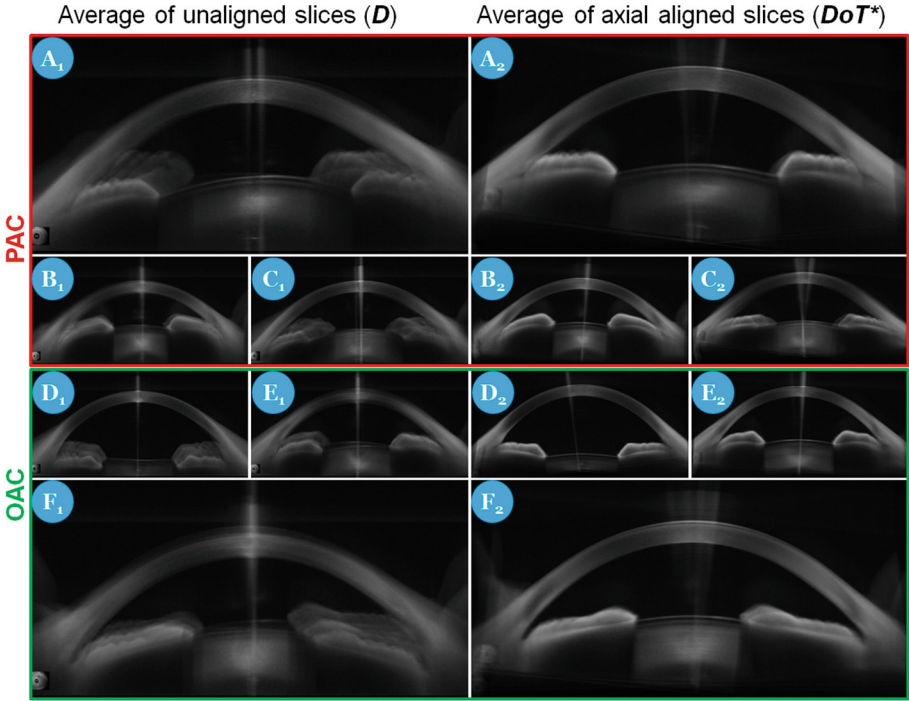 Average of unaligned slices (D)
Average of axial aligned slices (DoT*)
PAC
A1
A2
B1
C1
B2
C2
OAC
D1
E1
D2
E2
F1
F2